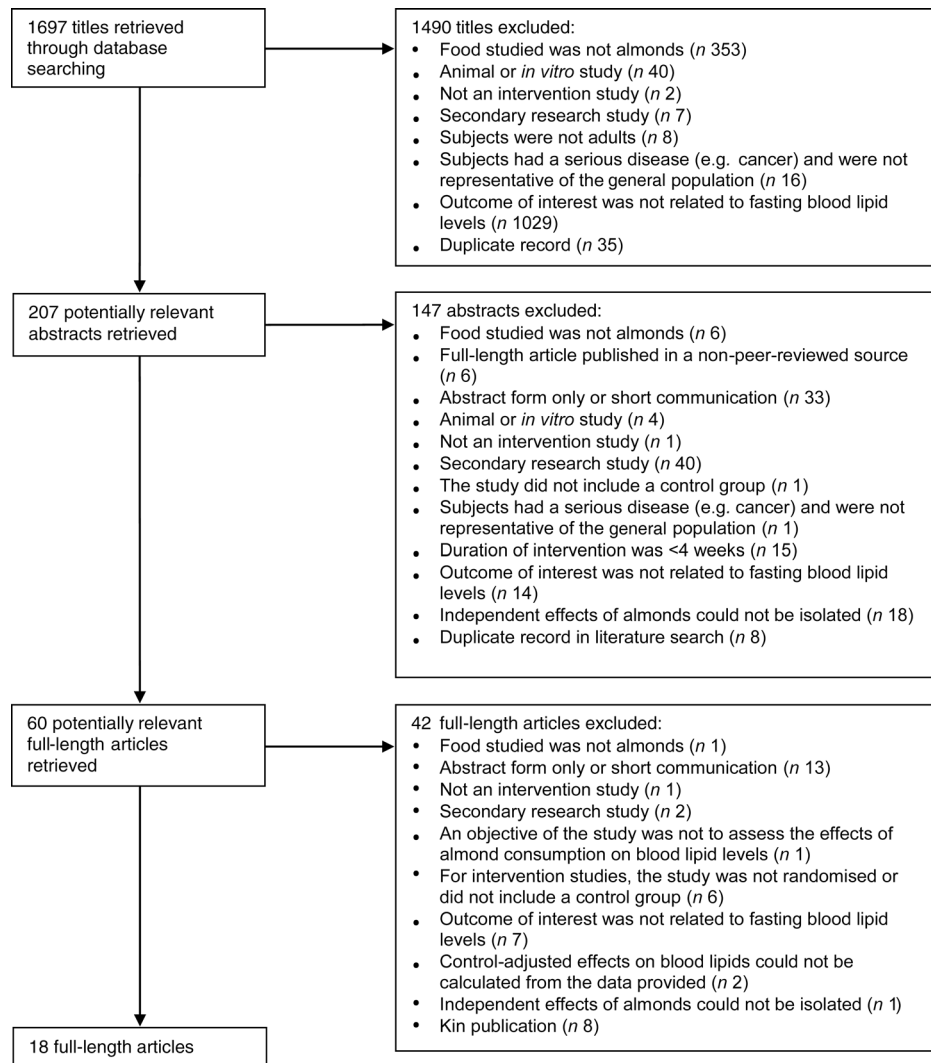 1697 titles retrieved
through database
searching
1490 titles excluded:
• Food studied was not almonds (n 353)
• Animal or in vitro study (n 40)
• Not an intervention study (n 2)
• Secondary research study (n 7)
• Subjects were not adults (n 8)
• Subjects had a serious disease (e.g. cancer) and were not
representative of the general population (n 16)
• Outcome of interest was not related to fasting blood lipid
levels (n 1029)
• Duplicate record (n 35)
207 potentially relevant
abstracts retrieved
147 abstracts excluded:
• Food studied was not almonds (n 6)
• Full-length article published in a non-peer-reviewed source
(n 6)
• Abstract form only or short communication (n 33)
• Animal or in vitro study (n 4)
• Not an intervention study (n 1)
• Secondary research study (n 40)
• The study did not include a control group (n 1)
• Subjects had a serious disease (e.g. cancer) and were not
representative of the general population (n 1)
• Duration of intervention was <4 weeks (n 15)
• Outcome of interest was not related to fasting blood lipid
levels (n 14)
• Independent effects of almonds could not be isolated (n 18)
• Duplicate record in literature search (n 8)
60 potentially relevant
full-length articles
retrieved
42 full-length articles excluded:
• Food studied was not almonds (n 1)
• Abstract form only or short communication (n 13)
• Not an intervention study (n 1)
• Secondary research study (n 2)
• An objective of the study was not to assess the effects of
almond consumption on blood lipid levels (n 1)
• For intervention studies, the study was not randomised or
did not include a control group (n 6)
• Outcome of interest was not related to fasting blood lipid
levels (n 7)
• Control-adjusted effects on blood lipids could not be
calculated from the data provided (n 2)
• Independent effects of almonds could not be isolated (n 1)
• Kin publication (n 8)
18 full-length articles